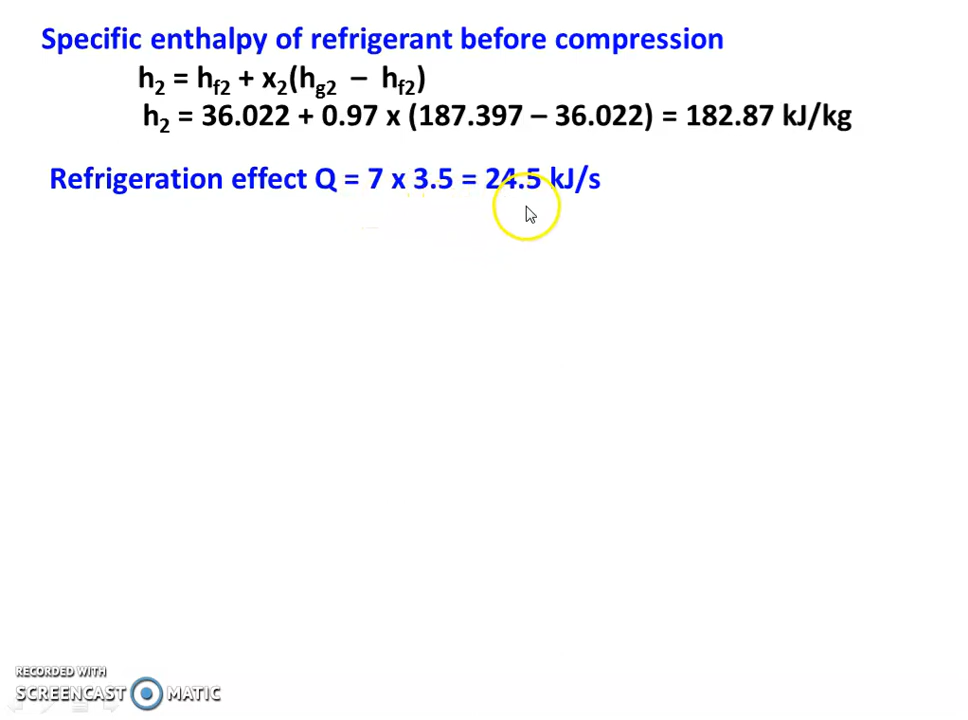 Specific enthalpy of refrigerant before compression
h2 = hf2 + x2(hg2 – hf2)
h2 = 36.022 + 0.97 x (187.397 – 36.022) = 182.87 kJ/kg
Refrigeration effect Q = 7 x 3.5 = 24.5 kJ/s
RECORDED WITH
SCREENCAST MATIC